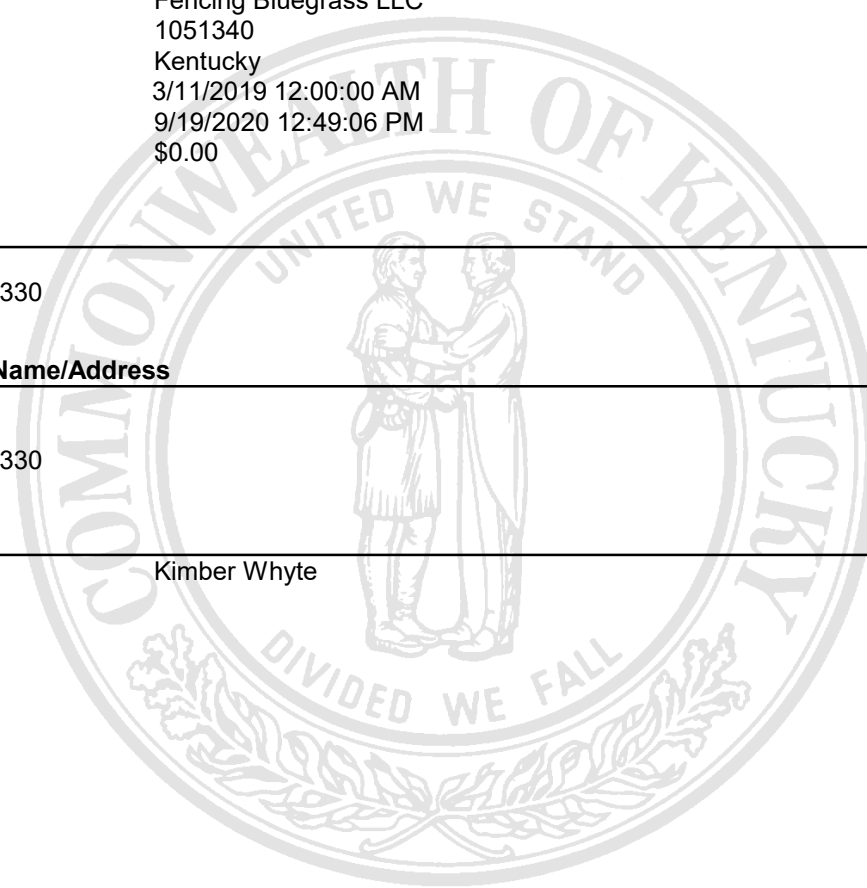 Fencing Bluegrass LLC
1051340
Kentucky
3/11/2019 12:00:00 AM
9/19/2020 12:49:06 PM
$0.00
330
Name/Address
330
Kimber Whyte
COMMONWEALTH OF KENTUCKY
UNITED WE STAND
DIVIDED WE FALL